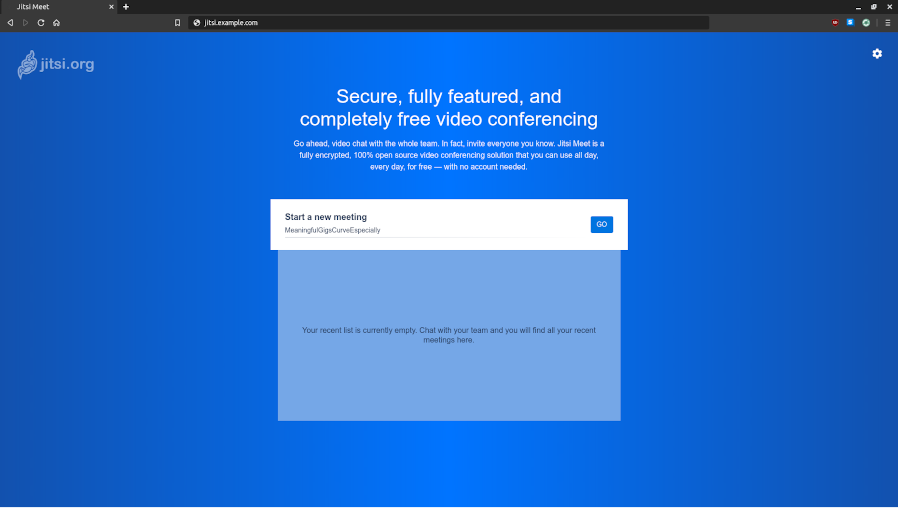 Jitsi Meet
jitsi.example.com
jitsi.org
Secure, fully featured, and
completely free video conferencing
Go ahead, video chat with the whole team. In fact, invite everyone you know. Jitsi Meet is a
fully encrypted, 100% open source video conferencing solution that you can use all day,
every day, for free — with no account needed.
Start a new meeting
MeaningfulGigsCurveEspecially
GO
Your recent list is currently empty. Chat with your team and you will find all your recent
meetings here.